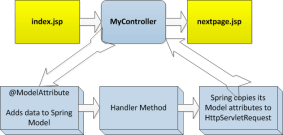 index.jsp
MyController
nextpage.jsp
@ModelAttribute
Adds data to Spring
Model
Handler Method
Spring copies its
Model attributes to
HttpServletRequest